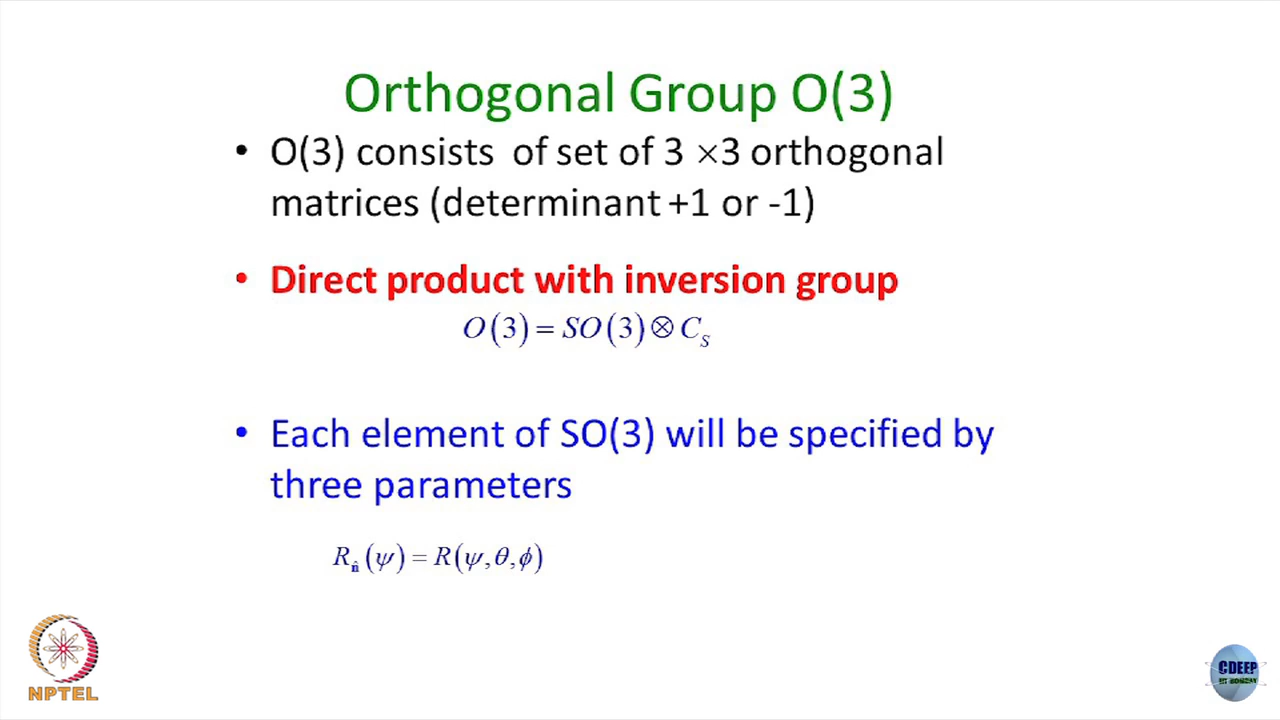 Orthogonal Group O(3)
• O(3) consists of set of 3 ×3 orthogonal
matrices (determinant +1 or -1)
• Direct product with inversion group
O(3) = SO(3) ⊗ C_S
• Each element of SO(3) will be specified by
three parameters
R_n̂(ψ) = R(ψ,θ,ϕ)
NPTEL
CDEEP
IIT BOMBAY